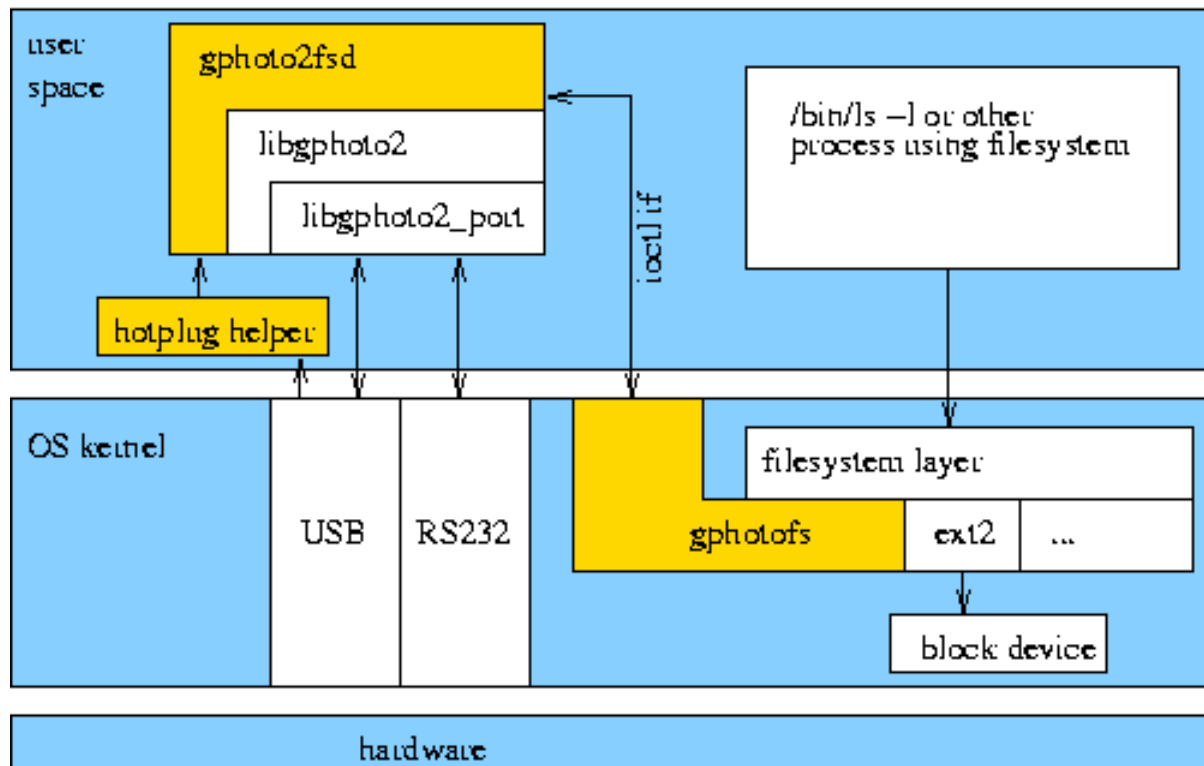 user
space
gphoto2fsd
libgphoto2
libgphoto2_port
hotplug helper
ioctl if
/bin/ls –l or other
process using filesystem
OS kernel
USB
RS232
filesystem layer
gphotofs
ext2
...
block device
hardware